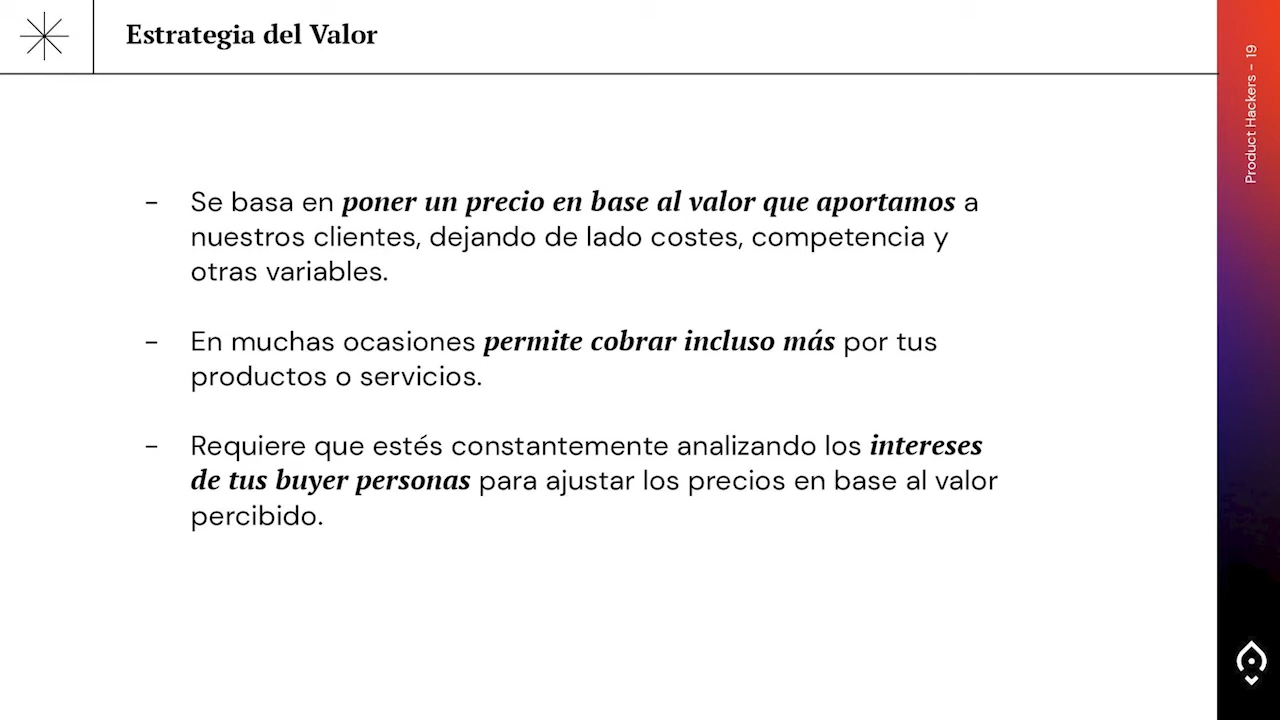 Estrategia del Valor
Product Hackers - 19
- Se basa en poner un precio en base al valor que aportamos a
nuestros clientes, dejando de lado costes, competencia y
otras variables.
- En muchas ocasiones permite cobrar incluso más por tus
productos o servicios.
- Requiere que estés constantemente analizando los intereses
de tus buyer personas para ajustar los precios en base al valor
percibido.